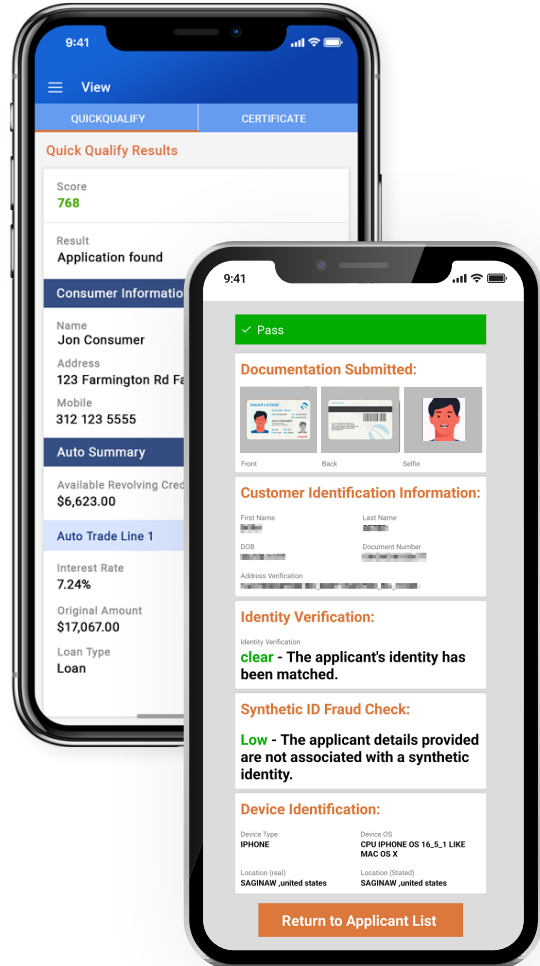 9:41
View
QUICKQUALIFY
CERTIFICATE
Quick Qualify Results
Score
768
Result
Application found
Consumer Informatio
Name
Jon Consumer
Address
123 Farmington Rd Fa
Mobile
312 123 5555
Auto Summary
Available Revolving Cred
$6,623.00
Auto Trade Line 1
Interest Rate
7.24%
Original Amount
$17,067.00
Loan Type
Loan
9:41
Pass
Documentation Submitted:
DRIVER LICENSE
Front
Back
Selfie
Customer Identification Information:
First Name
Last Name
DOB
Document Number
Address Verification
Identity Verification:
Identity Verification
clear - The applicant's identity has
been matched.
Synthetic ID Fraud Check:
Low - The applicant details provided
are not associated with a synthetic
identity.
Device Identification:
Device Type
IPHONE
Device OS
CPU IPHONE OS 16_5_1 LIKE
MAC OS X
Location (real)
SAGINAW ,united states
Location (Stated)
SAGINAW ,united states
Return to Applicant List